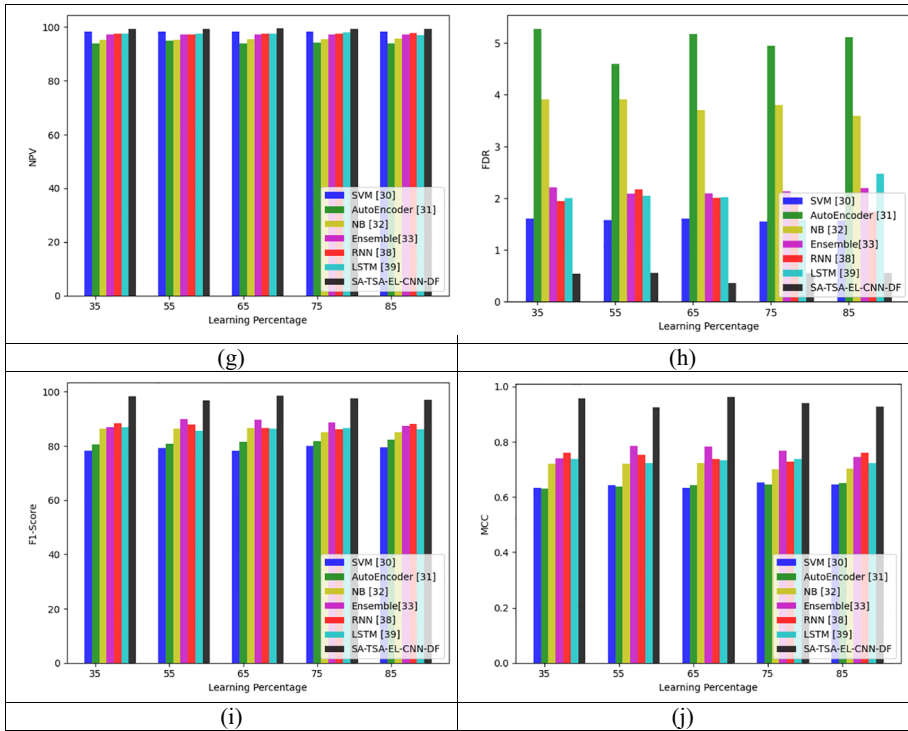 100
80
60
40
20
0
NPV
35
55
65
75
85
Learning Percentage
SVM [30]
AutoEncoder [31]
NB [32]
Ensemble[33]
RNN [38]
LSTM [39]
SA-TSA-EL-CNN-DF
(g)
5
4
3
2
1
0
FDR
35
55
65
75
85
Learning Percentage
SVM [30]
AutoEncoder [31]
NB [32]
Ensemble[33]
RNN [38]
LSTM [39]
SA-TSA-EL-CNN-DF
(h)
100
80
60
40
20
0
F1-Score
35
55
65
75
85
Learning Percentage
SVM [30]
AutoEncoder [31]
NB [32]
Ensemble[33]
RNN [38]
LSTM [39]
SA-TSA-EL-CNN-DF
(i)
1.0
0.8
0.6
0.4
0.2
0.0
MCC
35
55
65
75
85
Learning Percentage
SVM [30]
AutoEncoder [31]
NB [32]
Ensemble[33]
RNN [38]
LSTM [39]
SA-TSA-EL-CNN-DF
(j)